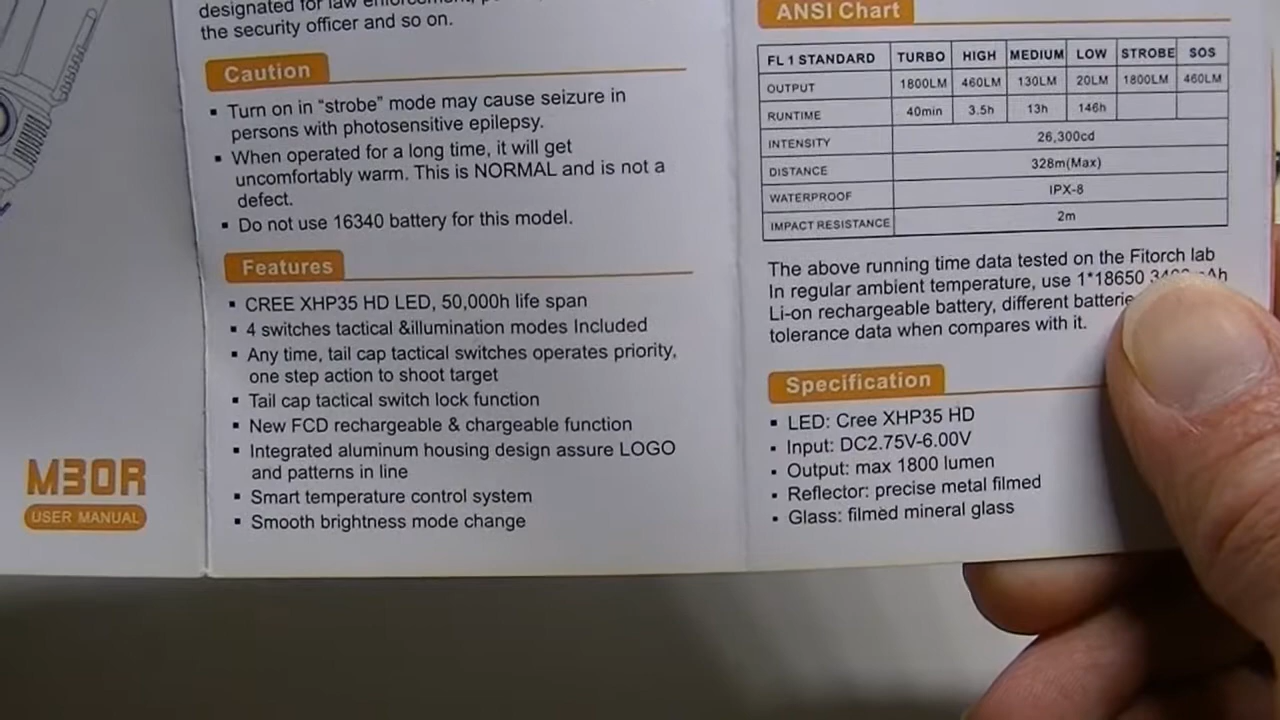 designated for law enforcement,
the security officer and so on.
Caution
▪ Turn on in “strobe” mode may cause seizure in
persons with photosensitive epilepsy.
▪ When operated for a long time, it will get
uncomfortably warm. This is NORMAL and is not a
defect.
▪ Do not use 16340 battery for this model.
Features
▪ CREE XHP35 HD LED, 50,000h life span
▪ 4 switches tactical &illumination modes Included
▪ Any time, tail cap tactical switches operates priority,
one step action to shoot target
▪ Tail cap tactical switch lock function
▪ New FCD rechargeable & chargeable function
▪ Integrated aluminum housing design assure LOGO
and patterns in line
▪ Smart temperature control system
▪ Smooth brightness mode change
M30R
USER MANUAL
ANSI Chart
FL 1 STANDARD TURBO HIGH MEDIUM LOW STROBE SOS
OUTPUT 1800LM 460LM 130LM 20LM 1800LM 460LM
RUNTIME 40min 3.5h 13h 146h
INTENSITY 26,300cd
DISTANCE 328m(Max)
WATERPROOF IPX-8
IMPACT RESISTANCE 2m
The above running time data tested on the Fitorch lab
In regular ambient temperature, use 1*18650
Li-on rechargeable battery, different
tolerance data when compares with it.
Specification
▪ LED: Cree XHP35 HD
▪ Input: DC2.75V-6.00V
▪ Output: max 1800 lumen
▪ Reflector: precise metal filmed
▪ Glass: filmed mineral glass